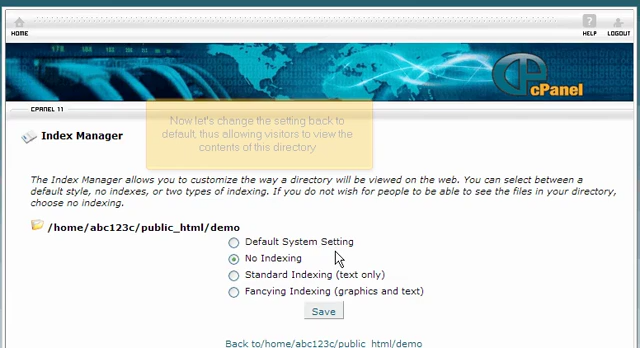 HOME
HELP
LOGOUT
cPanel
CPANEL 11
Now let's change the setting back to
default, thus allowing visitors to view the
contents of this directory
Index Manager
The Index Manager allows you to customize the way a directory will be viewed on the web. You can select between a
default style, no indexes, or two types of indexing. If you do not wish for people to be able to see the files in your directory,
choose no indexing.
/home/abc123c/public_html/demo
Default System Setting
No Indexing
Standard Indexing (text only)
Fancying Indexing (graphics and text)
Save
Back to/home/abc123c/public_html/demo